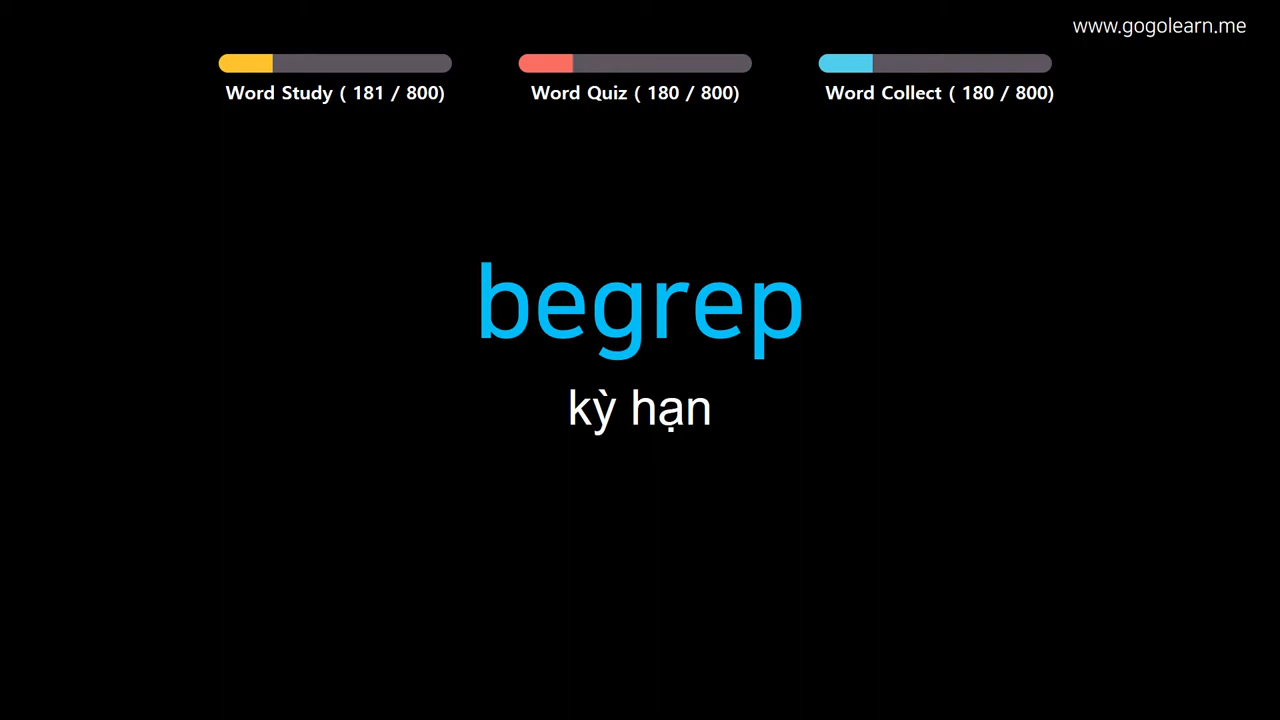 www.gogolearn.me
Word Study ( 181 / 800)
Word Quiz ( 180 / 800)
Word Collect ( 180 / 800)
begrep
kỳ hạn